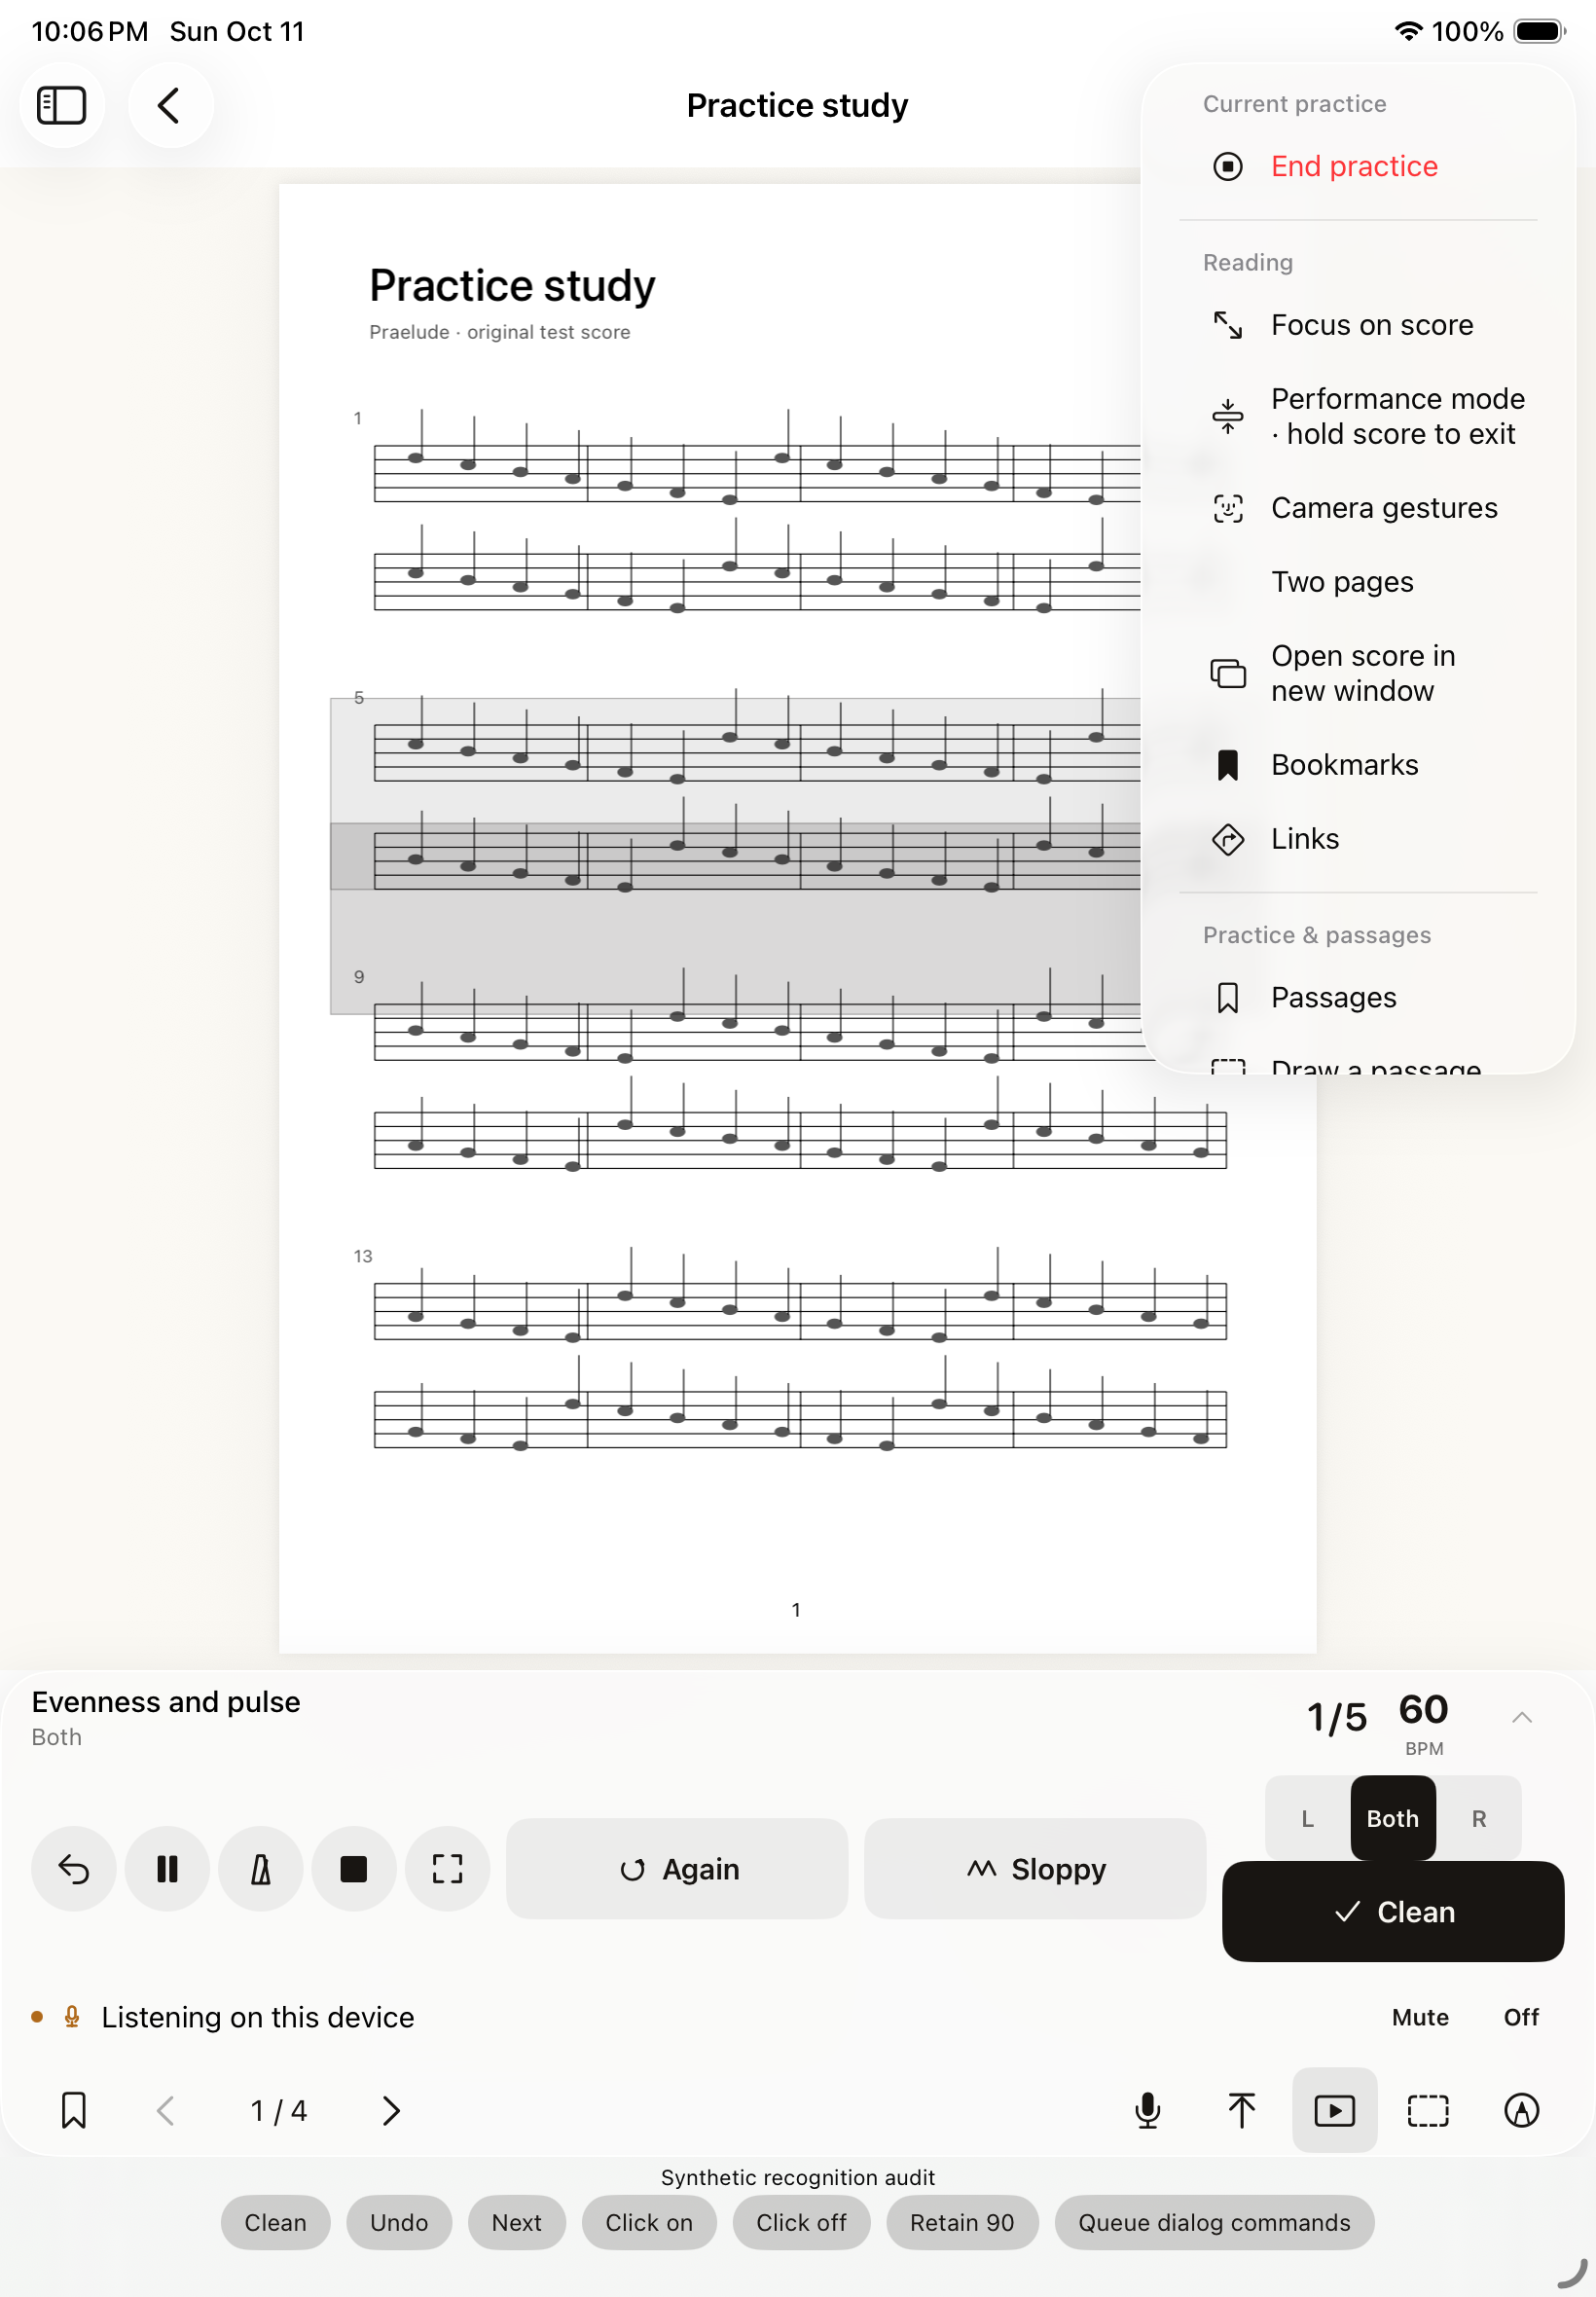 10:06 PM Sun Oct 11
100%
Practice study
Current practice
End practice
Reading
Focus on score
Performance mode
· hold score to exit
Camera gestures
Two pages
Open score in
new window
Bookmarks
Links
Practice & passages
Passages
Draw a passage
Practice study
Praelude · original test score
1
5
9
13
1
Evenness and pulse
Both
1/5
60
BPM
L Both R
Again
Sloppy
Clean
Listening on this device
Mute Off
1 / 4
Synthetic recognition audit
Clean Undo Next Click on Click off Retain 90 Queue dialog commands